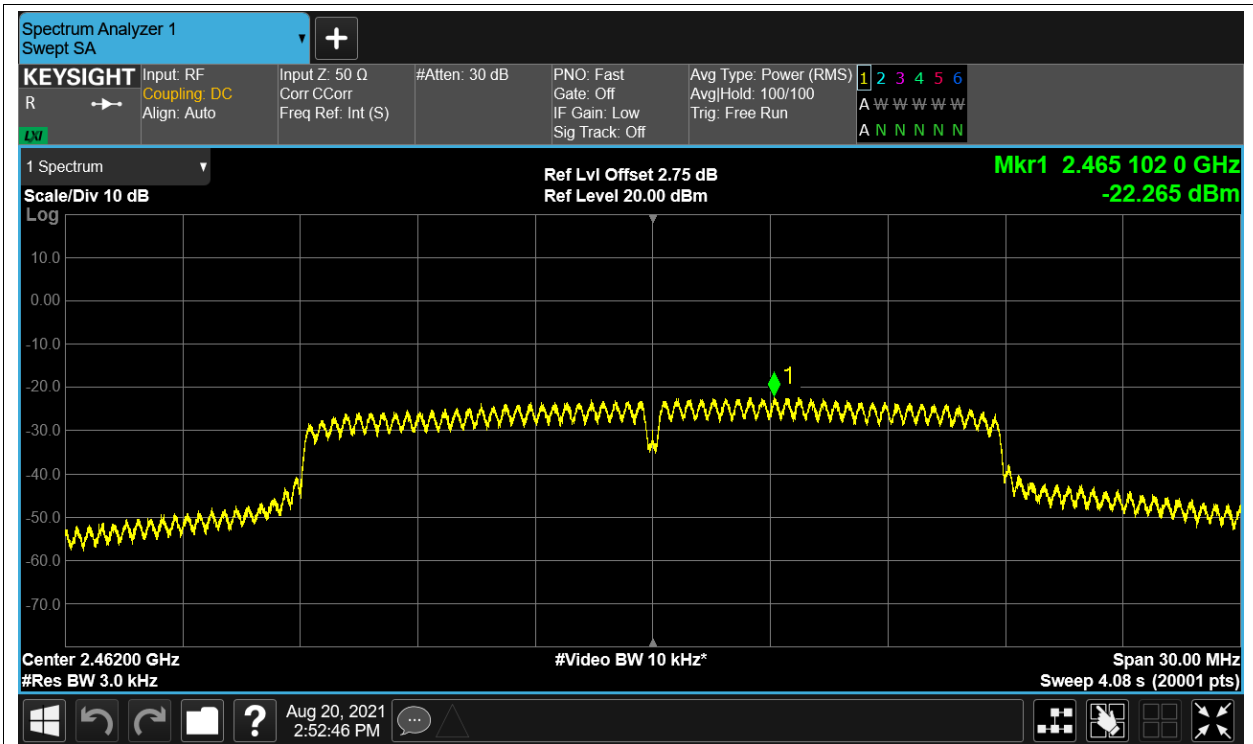 Spectrum Analyzer 1
Swept SA
KEYSIGHT
R
LXI
Input: RF
Coupling: DC
Align: Auto
Input Z: 50 Ω
Corr CCorr
Freq Ref: Int (S)
#Atten: 30 dB
PNO: Fast
Gate: Off
IF Gain: Low
Sig Track: Off
Avg Type: Power (RMS)
Avg|Hold: 100/100
Trig: Free Run
1 2 3 4 5 6
A W W W W W
A N N N N N
1 Spectrum
Scale/Div 10 dB
Ref Lvl Offset 2.75 dB
Ref Level 20.00 dBm
Mkr1 2.465 102 0 GHz
-22.265 dBm
Log
10.0
0.00
-10.0
-20.0
-30.0
-40.0
-50.0
-60.0
-70.0
1
Center 2.46200 GHz
#Res BW 3.0 kHz
#Video BW 10 kHz*
Span 30.00 MHz
Sweep 4.08 s (20001 pts)
?
Aug 20, 2021
2:52:46 PM